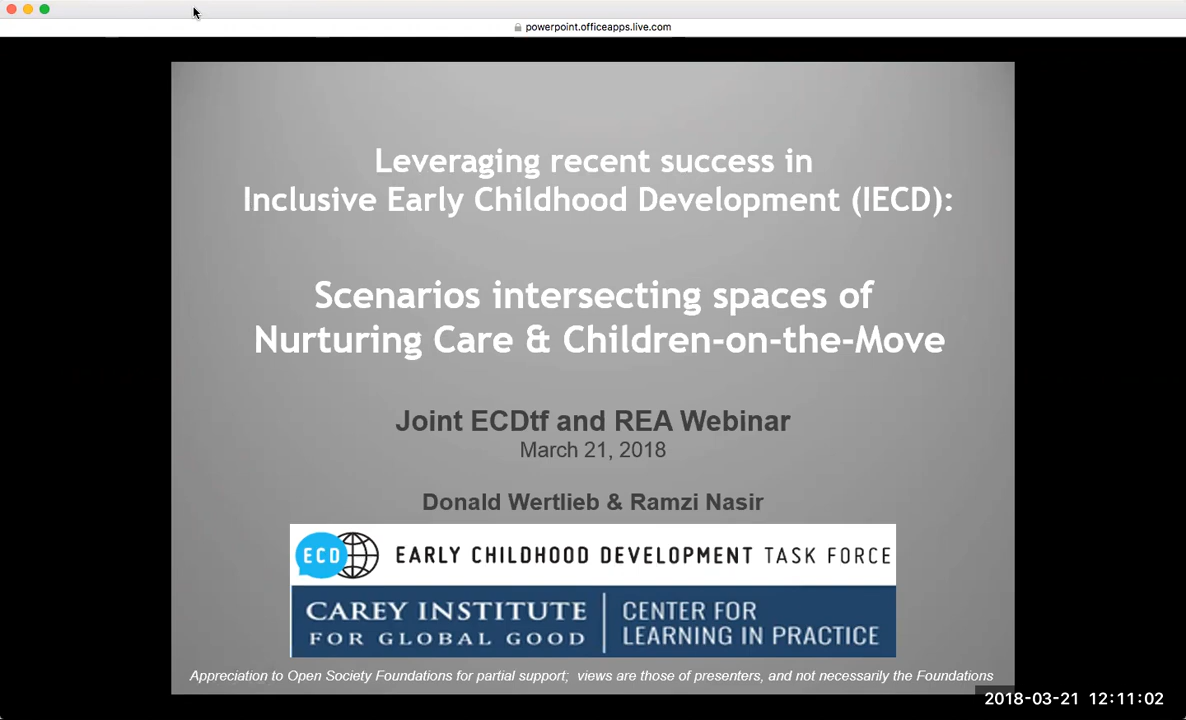 powerpoint.officeapps.live.com
Leveraging recent success in
Inclusive Early Childhood Development (IECD):
Scenarios intersecting spaces of
Nurturing Care & Children-on-the-Move
Joint ECDtf and REA Webinar
March 21, 2018
Donald Wertlieb & Ramzi Nasir
ECD EARLY CHILDHOOD DEVELOPMENT TASK FORCE
CAREY INSTITUTE
FOR GLOBAL GOOD
CENTER FOR
LEARNING IN PRACTICE
Appreciation to Open Society Foundations for partial support; views are those of presenters, and not necessarily the Foundations
2018-03-21 12:11:02